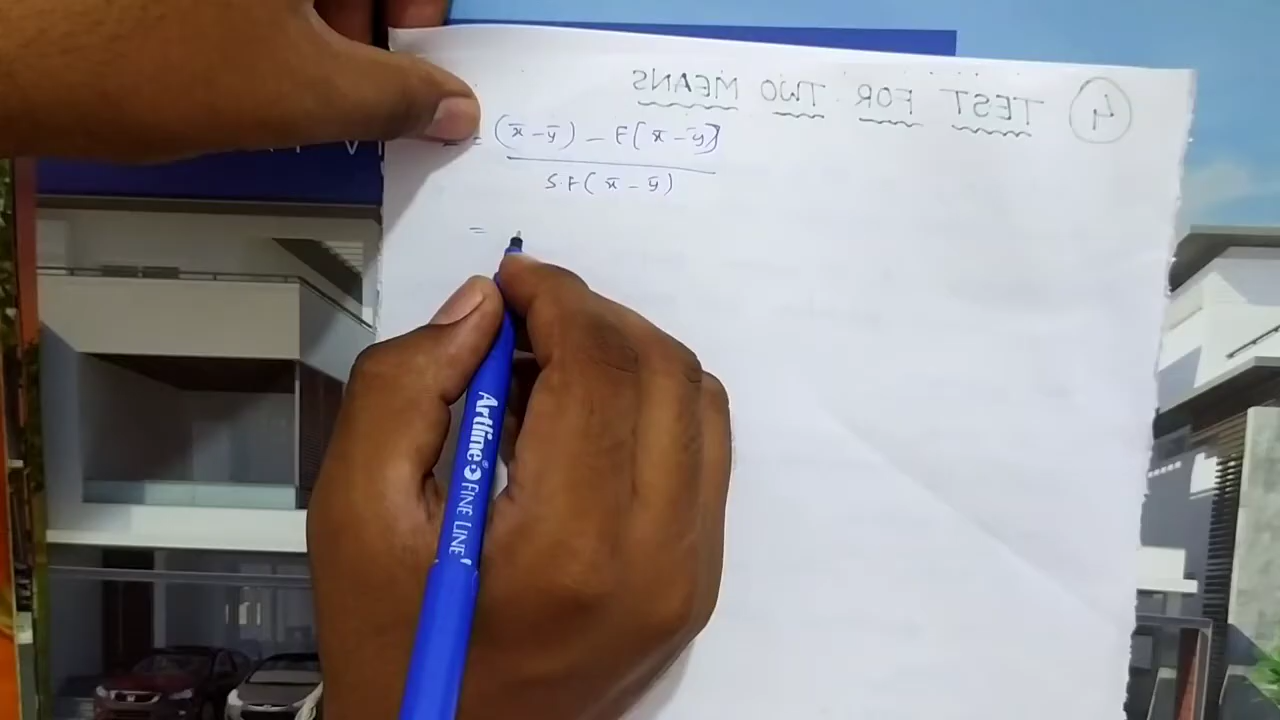 4 TEST FOR TWO MEANS
= (x̄ - ȳ) - E(x̄ - ȳ)
S.E(x̄ - ȳ)
=
Artline FINE LINE